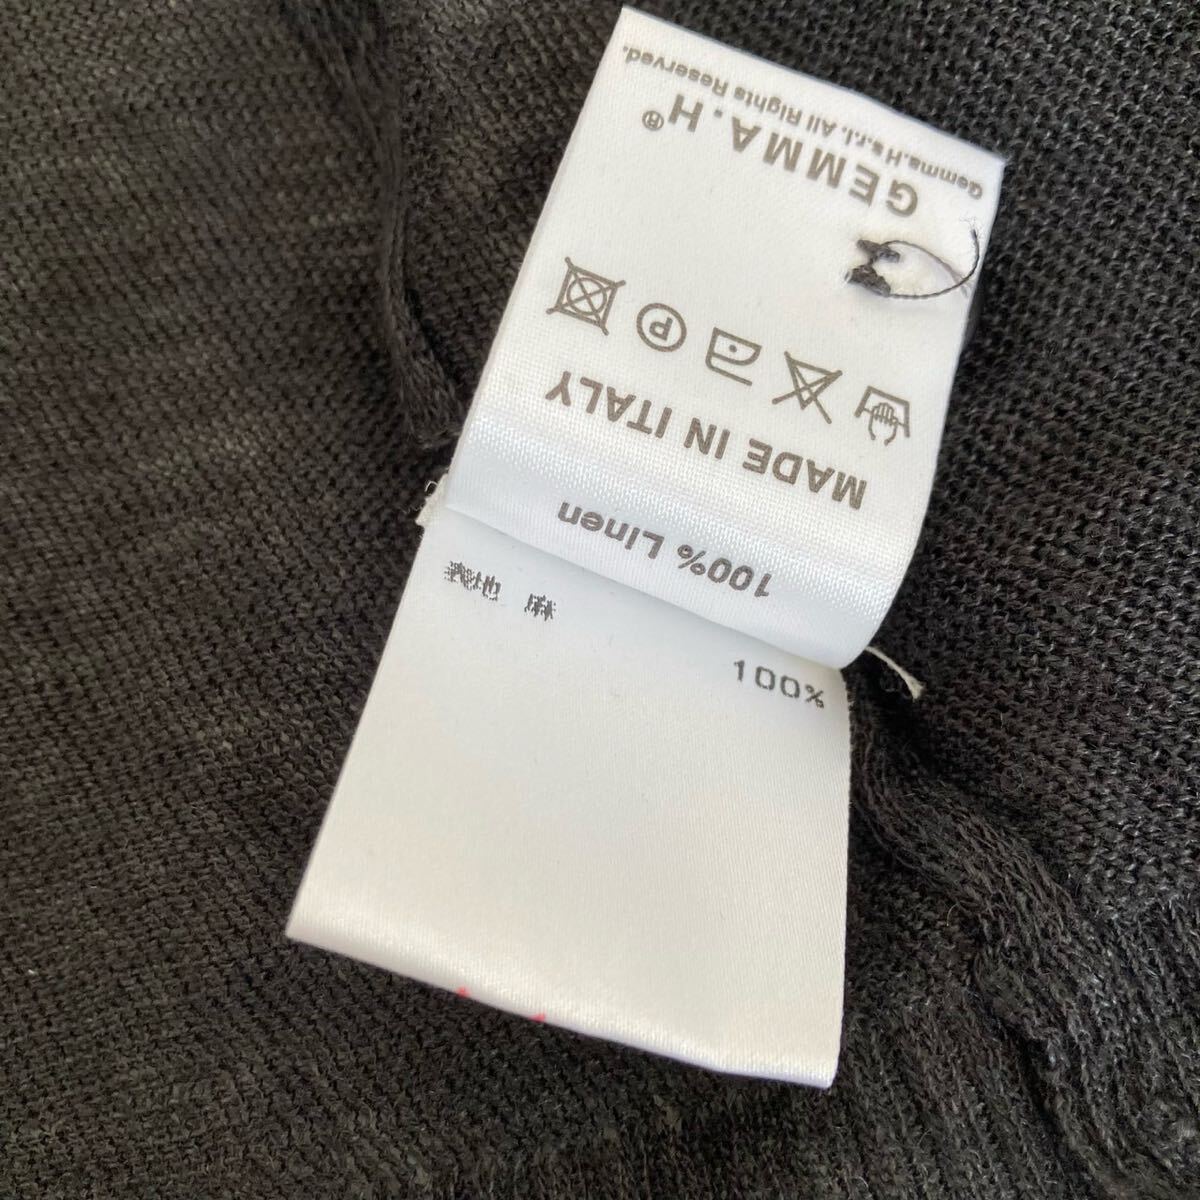 100% Linen
MADE IN ITALY
P
GEMMA.H®
Gemma.H s.r.l. All Rights Reserved.
麻 100%